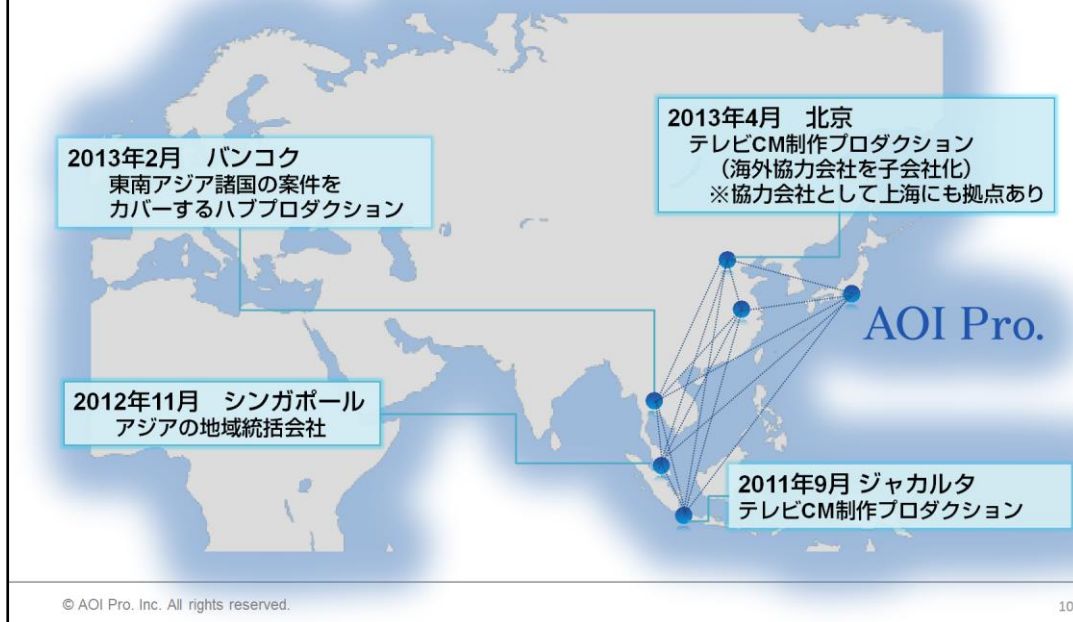 2013年2月　バンコク
東南アジア諸国の案件を
カバーするハブプロダクション
2013年4月　北京
テレビCM制作プロダクション
（海外協力会社を子会社化）
※協力会社として上海にも拠点あり
AOI Pro.
2012年11月　シンガポール
アジアの地域統括会社
2011年9月 ジャカルタ
テレビCM制作プロダクション
© AOI Pro. Inc. All rights reserved.
10